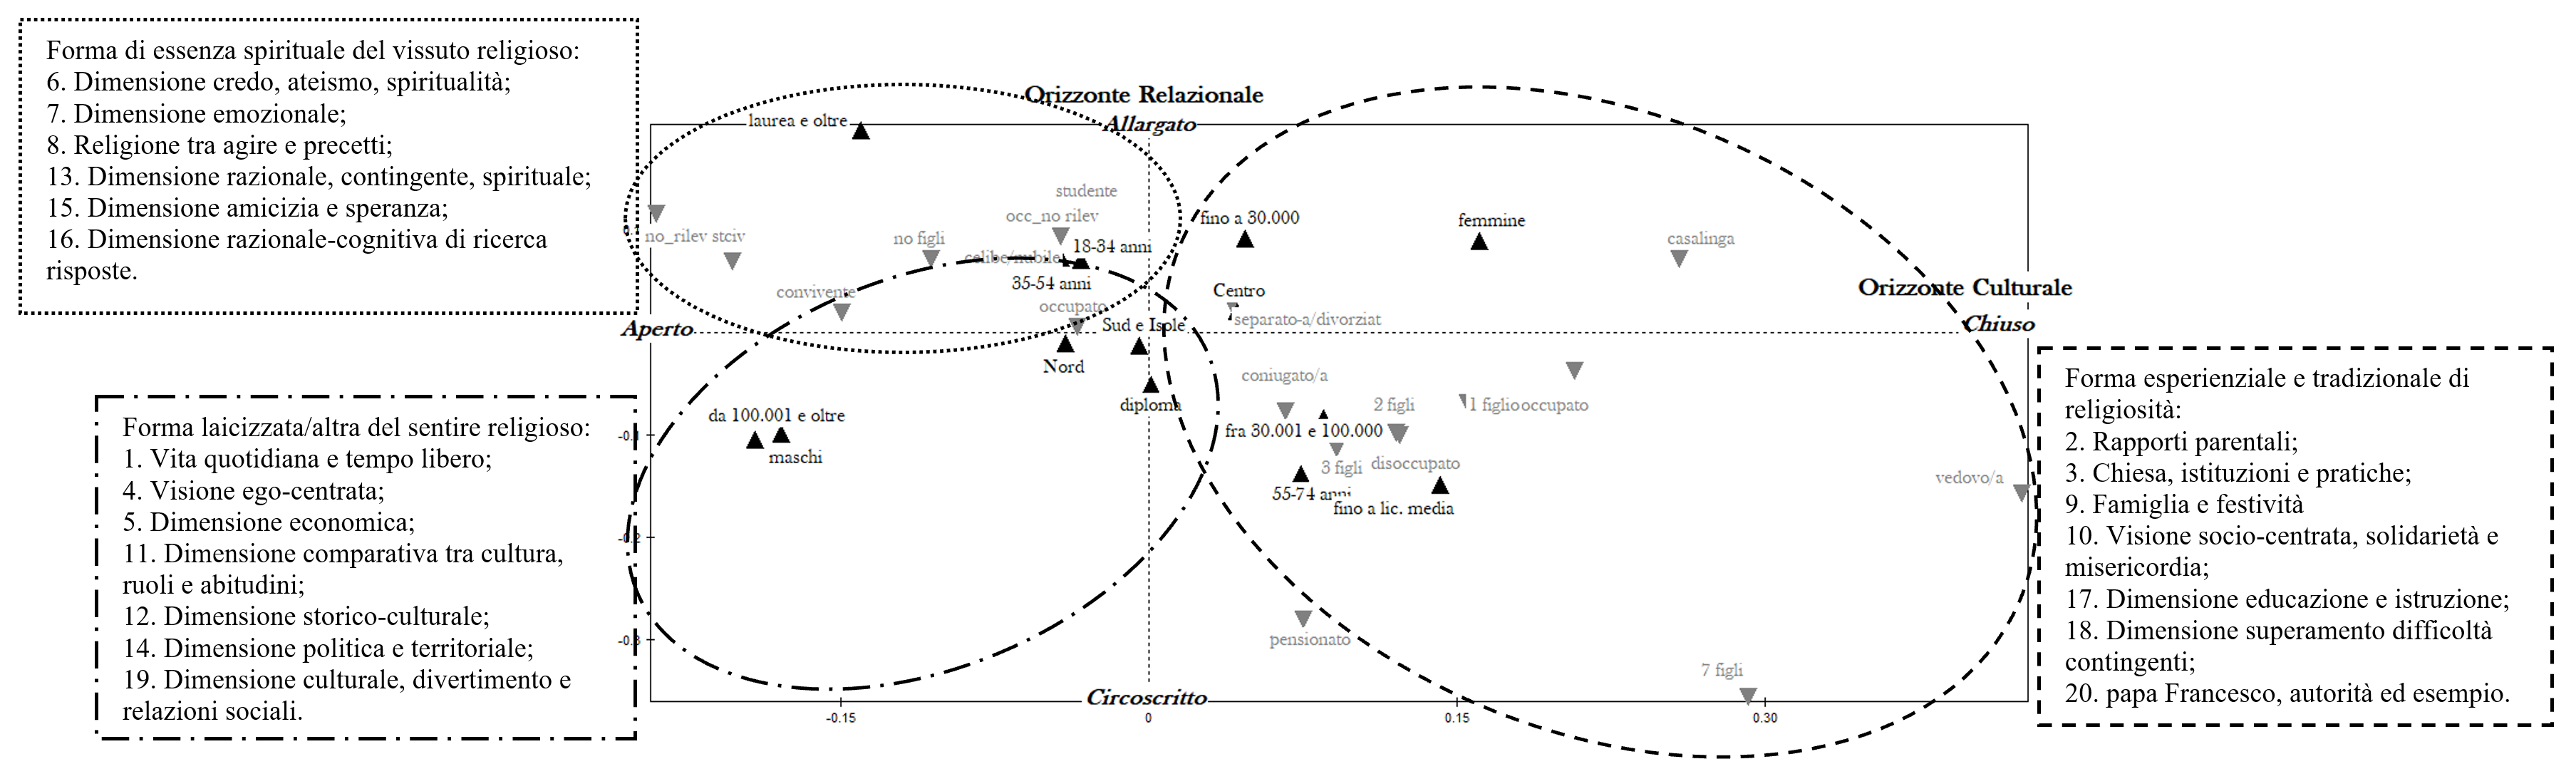 Forma di essenza spirituale del vissuto religioso:
6. Dimensione credo, ateismo, spiritualità;
7. Dimensione emozionale;
8. Religione tra agire e precetti;
13. Dimensione razionale, contingente, spirituale;
15. Dimensione amicizia e speranza;
16. Dimensione razionale-cognitiva di ricerca
risposte.
Forma laicizzata/altra del sentire religioso:
1. Vita quotidiana e tempo libero;
4. Visione ego-centrata;
5. Dimensione economica;
11. Dimensione comparativa tra cultura,
ruoli e abitudini;
12. Dimensione storico-culturale;
14. Dimensione politica e territoriale;
19. Dimensione culturale, divertimento e
relazioni sociali.
Orizzonte Relazionale
Allargato
laurea e oltre
studente
occ_no rilev
fino a 30.000
femmine
no_rilev stciv
no figli
18-34 anni
casalinga
celibe/nubile
35-54 anni
convivente
Centro
Orizzonte Culturale
occupato
separato-a/divorziat
Aperto
Sud e Isole
Chiuso
Nord
coniugato/a
diploma
2 figli
1 figlio
occupato
da 100.001 e oltre
fra 30.001 e 100.000
-0.1
maschi
3 figli
disoccupato
55-74 anni
fino a lic. media
vedovo/a
-0.2
pensionato
-0.3
7 figli
Circoscritto
-0.15
0
0.15
0.30
Forma esperienziale e tradizionale di
religiosità:
2. Rapporti parentali;
3. Chiesa, istituzioni e pratiche;
9. Famiglia e festività
10. Visione socio-centrata, solidarietà e
misericordia;
17. Dimensione educazione e istruzione;
18. Dimensione superamento difficoltà
contingenti;
20. papa Francesco, autorità ed esempio.